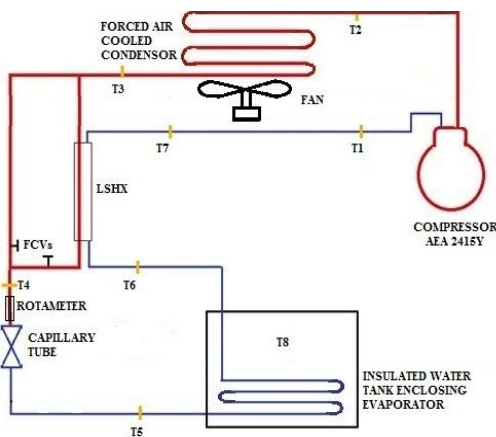 FORCED AIR
COOLED
CONDENSOR
T2
T3
FAN
T7
T1
LSHX
COMPRESSOR
AEA 2415Y
FCVs
T6
T4
ROTAMETER
CAPILLARY
TUBE
T8
INSULATED WATER
TANK ENCLOSING
EVAPORATOR
T5